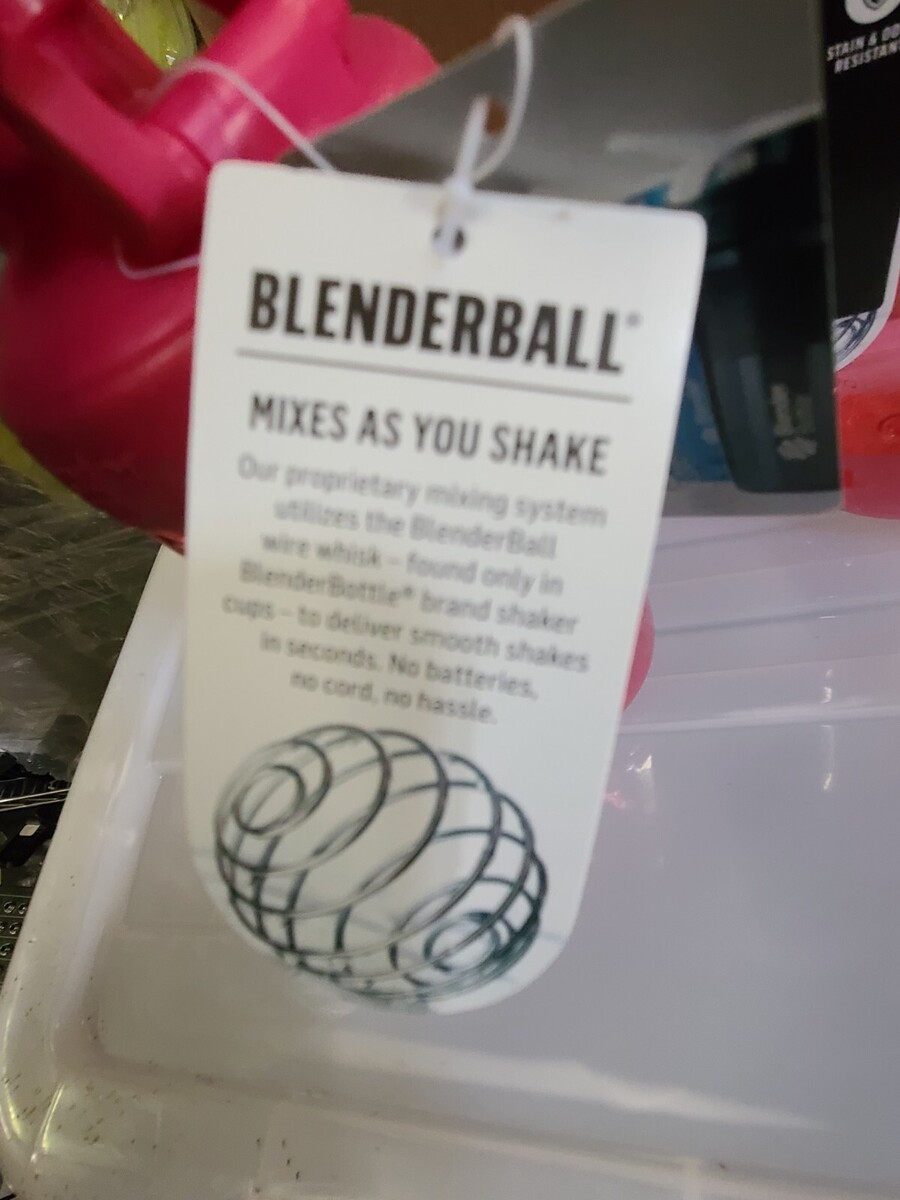 STAIN & OD
RESISTAN
BLENDERBALL®
MIXES AS YOU SHAKE
Our proprietary mixing system
utilizes the BlenderBall
wire whisk – found only in
BlenderBottle® brand shaker
cups – to deliver smooth shakes
in seconds. No batteries,
no cord, no hassle.